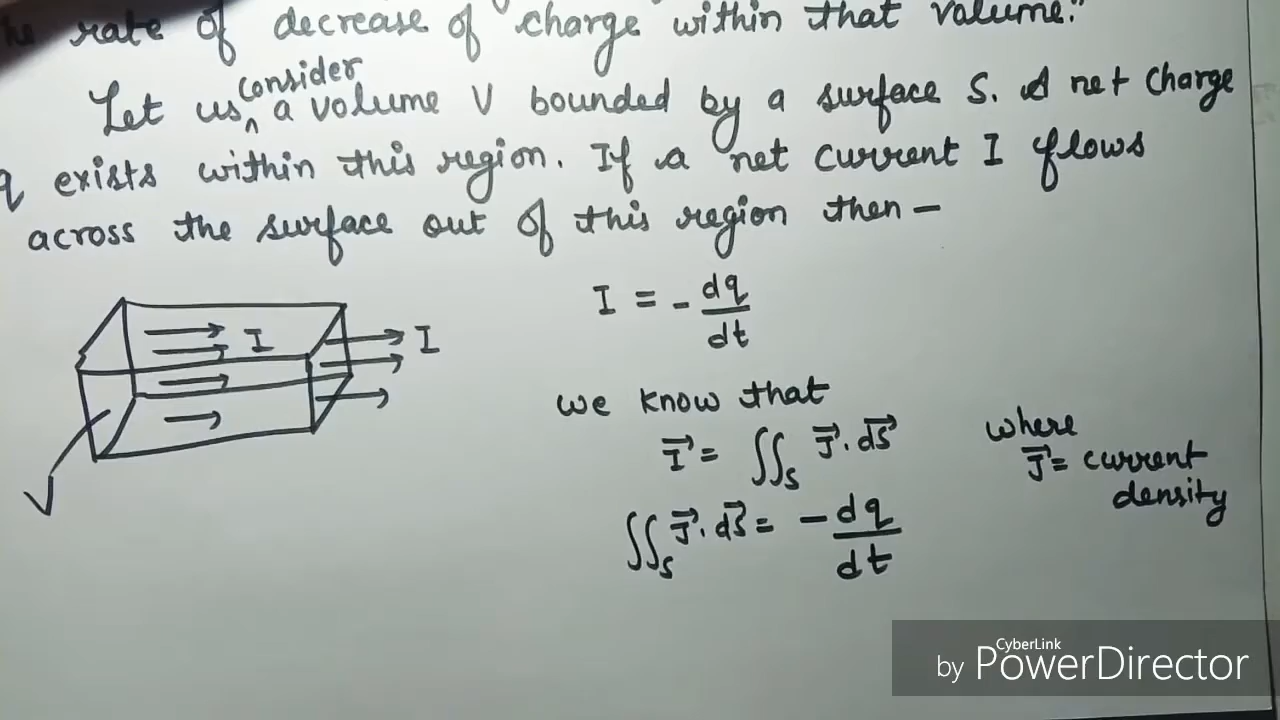 rate of decrease of "charge" within that volume."
Let us consider a volume V bounded by a surface S. A net charge
q exists within this region. If a net current I flows
across the surface out of this region then —
I = - dq/dt
I I
we know that
I⃗ = ∬_S J⃗. dS⃗ where
J⃗ = current
density
∬_S J⃗. dS⃗ = - dq/dt
V
CyberLink
by PowerDirector